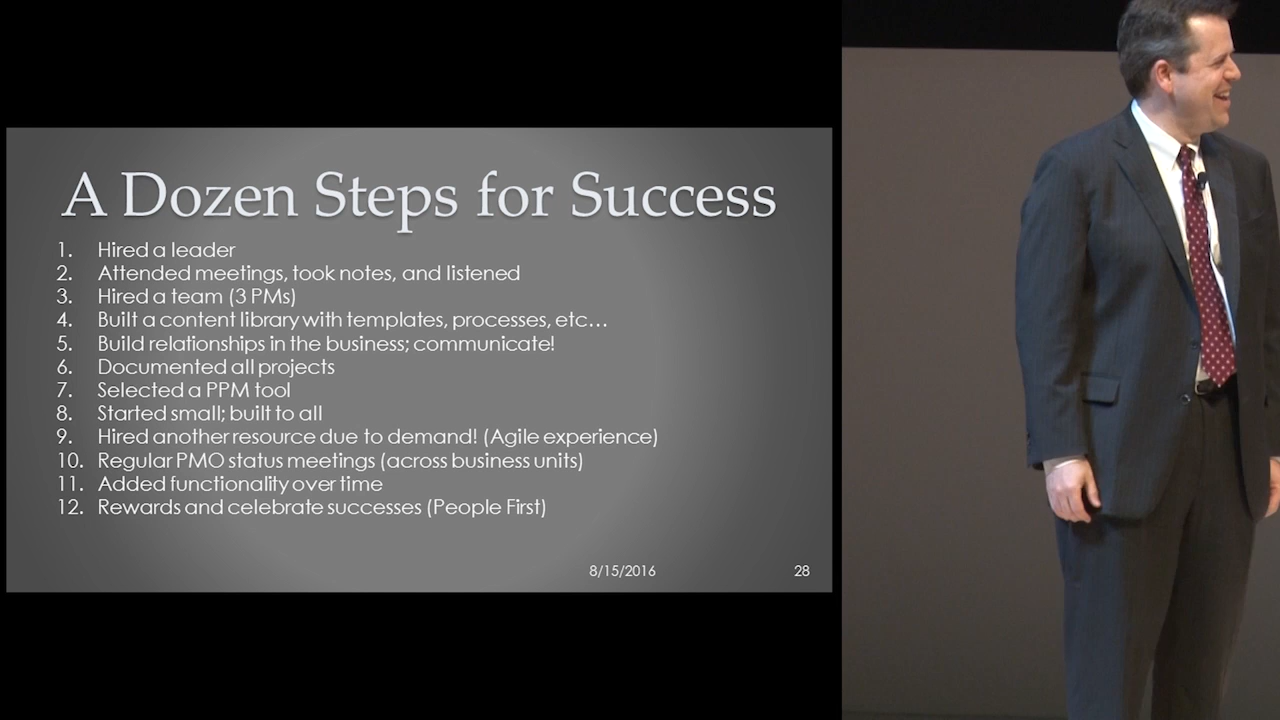 A Dozen Steps for Success
1. Hired a leader
2. Attended meetings, took notes, and listened
3. Hired a team (3 PMs)
4. Built a content library with templates, processes, etc…
5. Build relationships in the business; communicate!
6. Documented all projects
7. Selected a PPM tool
8. Started small; built to all
9. Hired another resource due to demand! (Agile experience)
10. Regular PMO status meetings (across business units)
11. Added functionality over time
12. Rewards and celebrate successes (People First)
8/15/2016 28